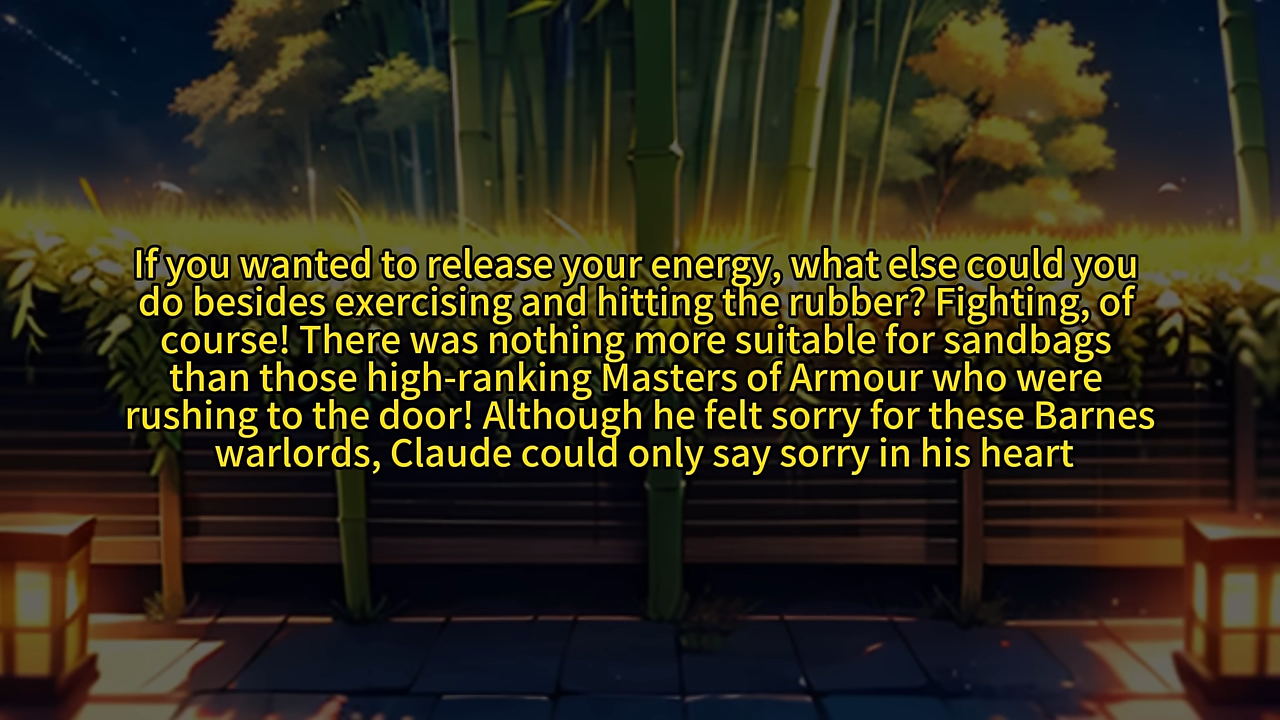 If you wanted to release your energy, what else could you
do besides exercising and hitting the rubber? Fighting, of
course! There was nothing more suitable for sandbags
than those high-ranking Masters of Armour who were
rushing to the door! Although he felt sorry for these Barnes
warlords, Claude could only say sorry in his heart